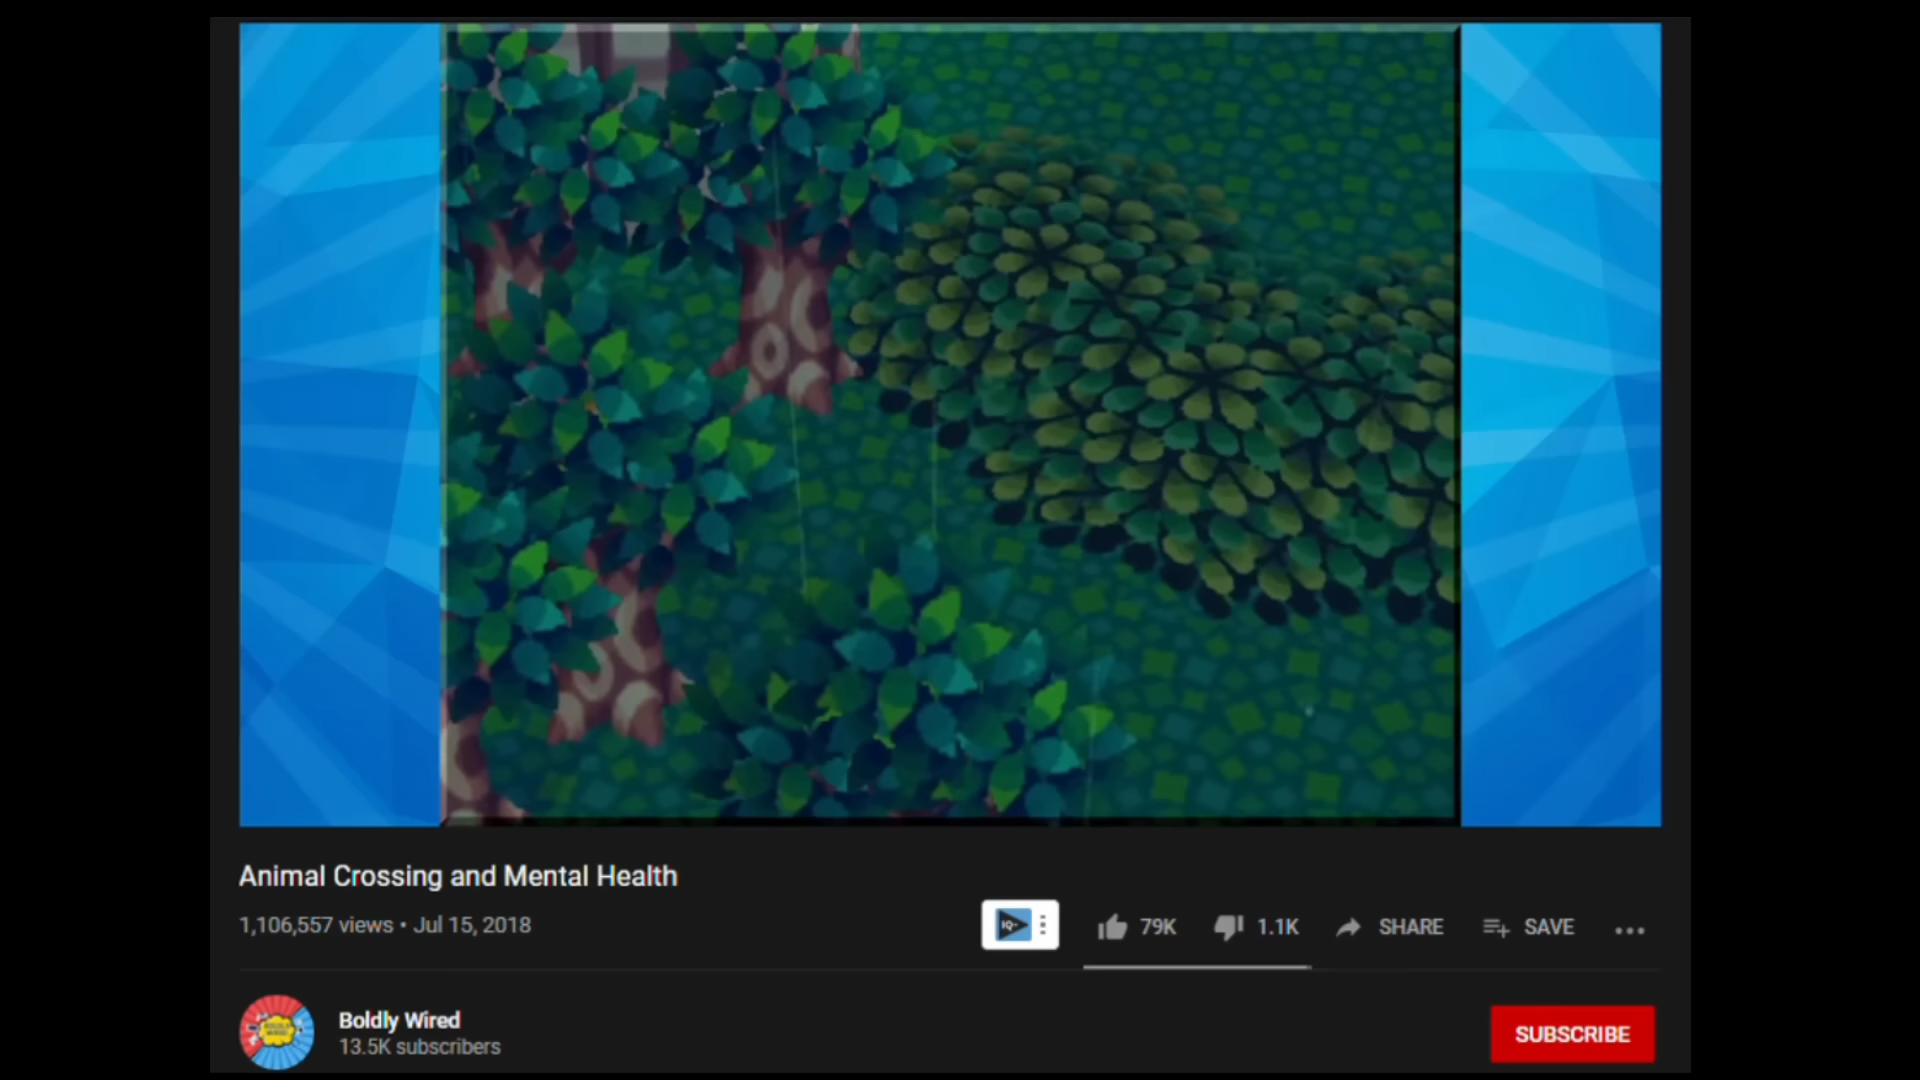 Animal Crossing and Mental Health
1,106,557 views • Jul 15, 2018
IQ
79K
1.1K
SHARE
SAVE
Boldly Wired
13.5K subscribers
SUBSCRIBE